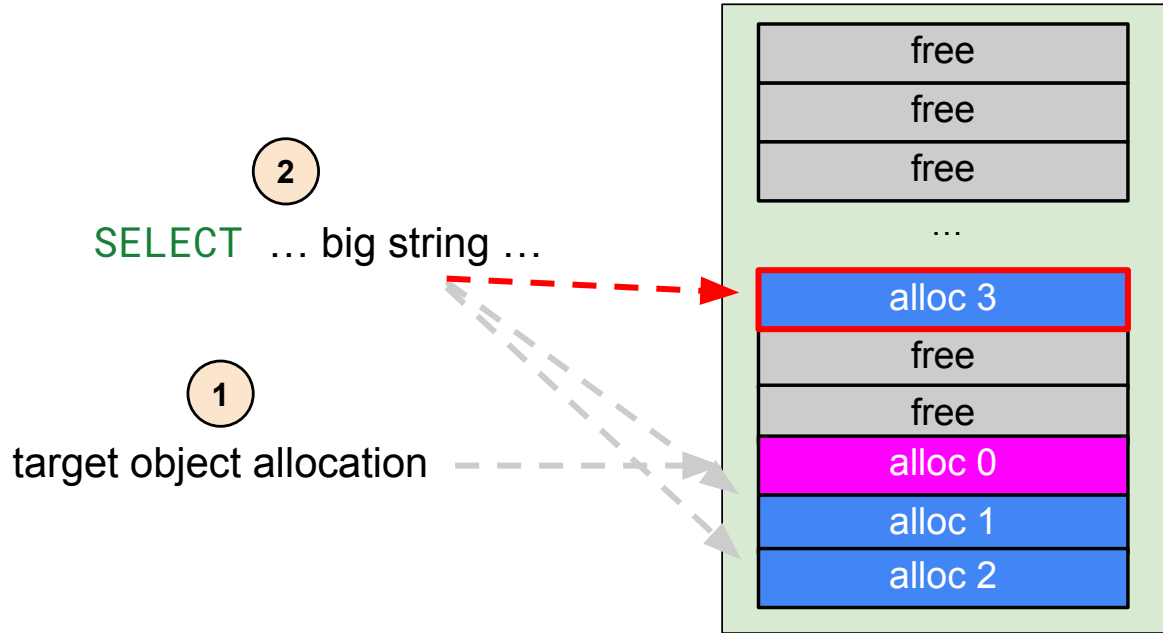 2
SELECT … big string …
1
target object allocation
free
free
free
…
alloc 3
free
free
alloc 0
alloc 1
alloc 2